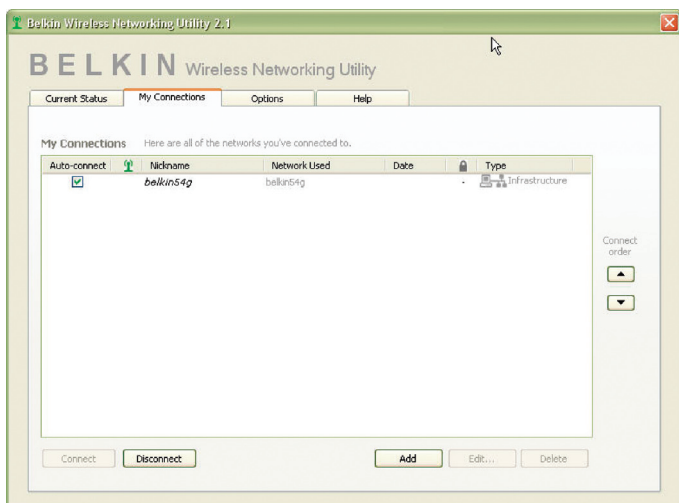 Belkin Wireless Networking Utility 2.1
BELKIN Wireless Networking Utility
Current Status My Connections Options Help
My Connections Here are all of the networks you've connected to.
Auto-connect Nickname Network Used Date Type
belkin54g belkin54g - Infrastructure
Connect
order
Connect Disconnect Add Edit... Delete